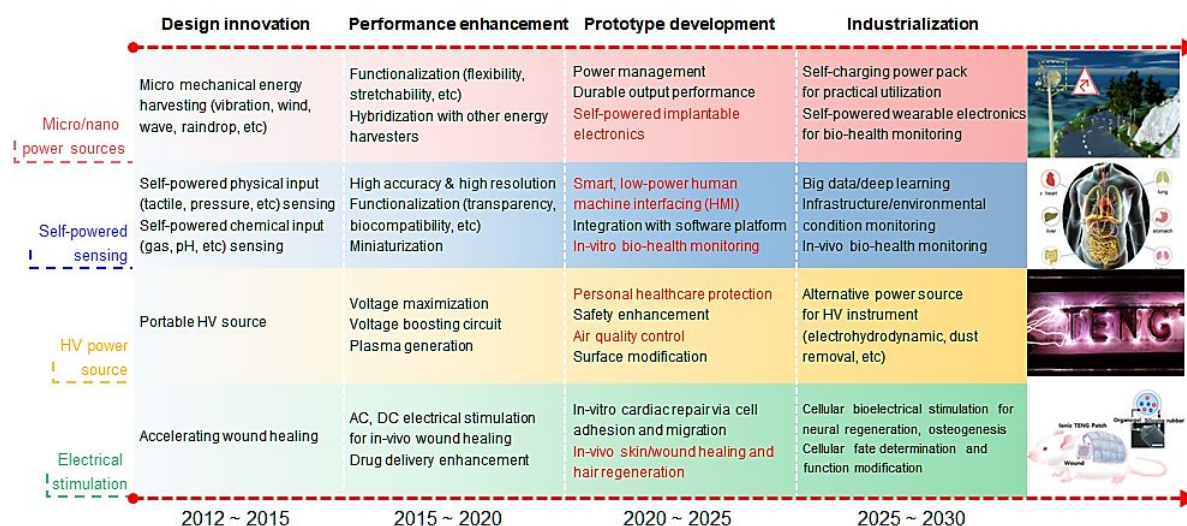 Design innovation
Performance enhancement
Prototype development
Industrialization
Micro/nano
power sources
Micro mechanical energy
harvesting (vibration, wind,
wave, raindrop, etc)
Functionalization (flexibility,
stretchability, etc)
Hybridization with other energy
harvesters
Power management
Durable output performance
Self-powered implantable
electronics
Self-charging power pack
for practical utilization
Self-powered wearable electronics
for bio-health monitoring
Self-powered
sensing
Self-powered physical input
(tactile, pressure, etc) sensing
Self-powered chemical input
(gas, pH, etc) sensing
High accuracy & high resolution
Functionalization (transparency,
biocompatibility, etc)
Miniaturization
Smart, low-power human
machine interfacing (HMI)
Integration with software platform
In-vitro bio-health monitoring
Big data/deep learning
Infrastructure/environmental
condition monitoring
In-vivo bio-health monitoring
heart
lung
liver
stomach
HV power
source
Portable HV source
Voltage maximization
Voltage boosting circuit
Plasma generation
Personal healthcare protection
Safety enhancement
Air quality control
Surface modification
Alternative power source
for HV instrument
(electrohydrodynamic, dust
removal, etc)
TENG
Electrical
stimulation
Accelerating wound healing
AC, DC electrical stimulation
for in-vivo wound healing
Drug delivery enhancement
In-vitro cardiac repair via cell
adhesion and migration
In-vivo skin/wound healing and
hair regeneration
Cellular bioelectrical stimulation for
neural regeneration, osteogenesis
Cellular fate determination and
function modification
Ionic TENG Patch
rubber
Wound
2012 ~ 2015
2015 ~ 2020
2020 ~ 2025
2025 ~ 2030